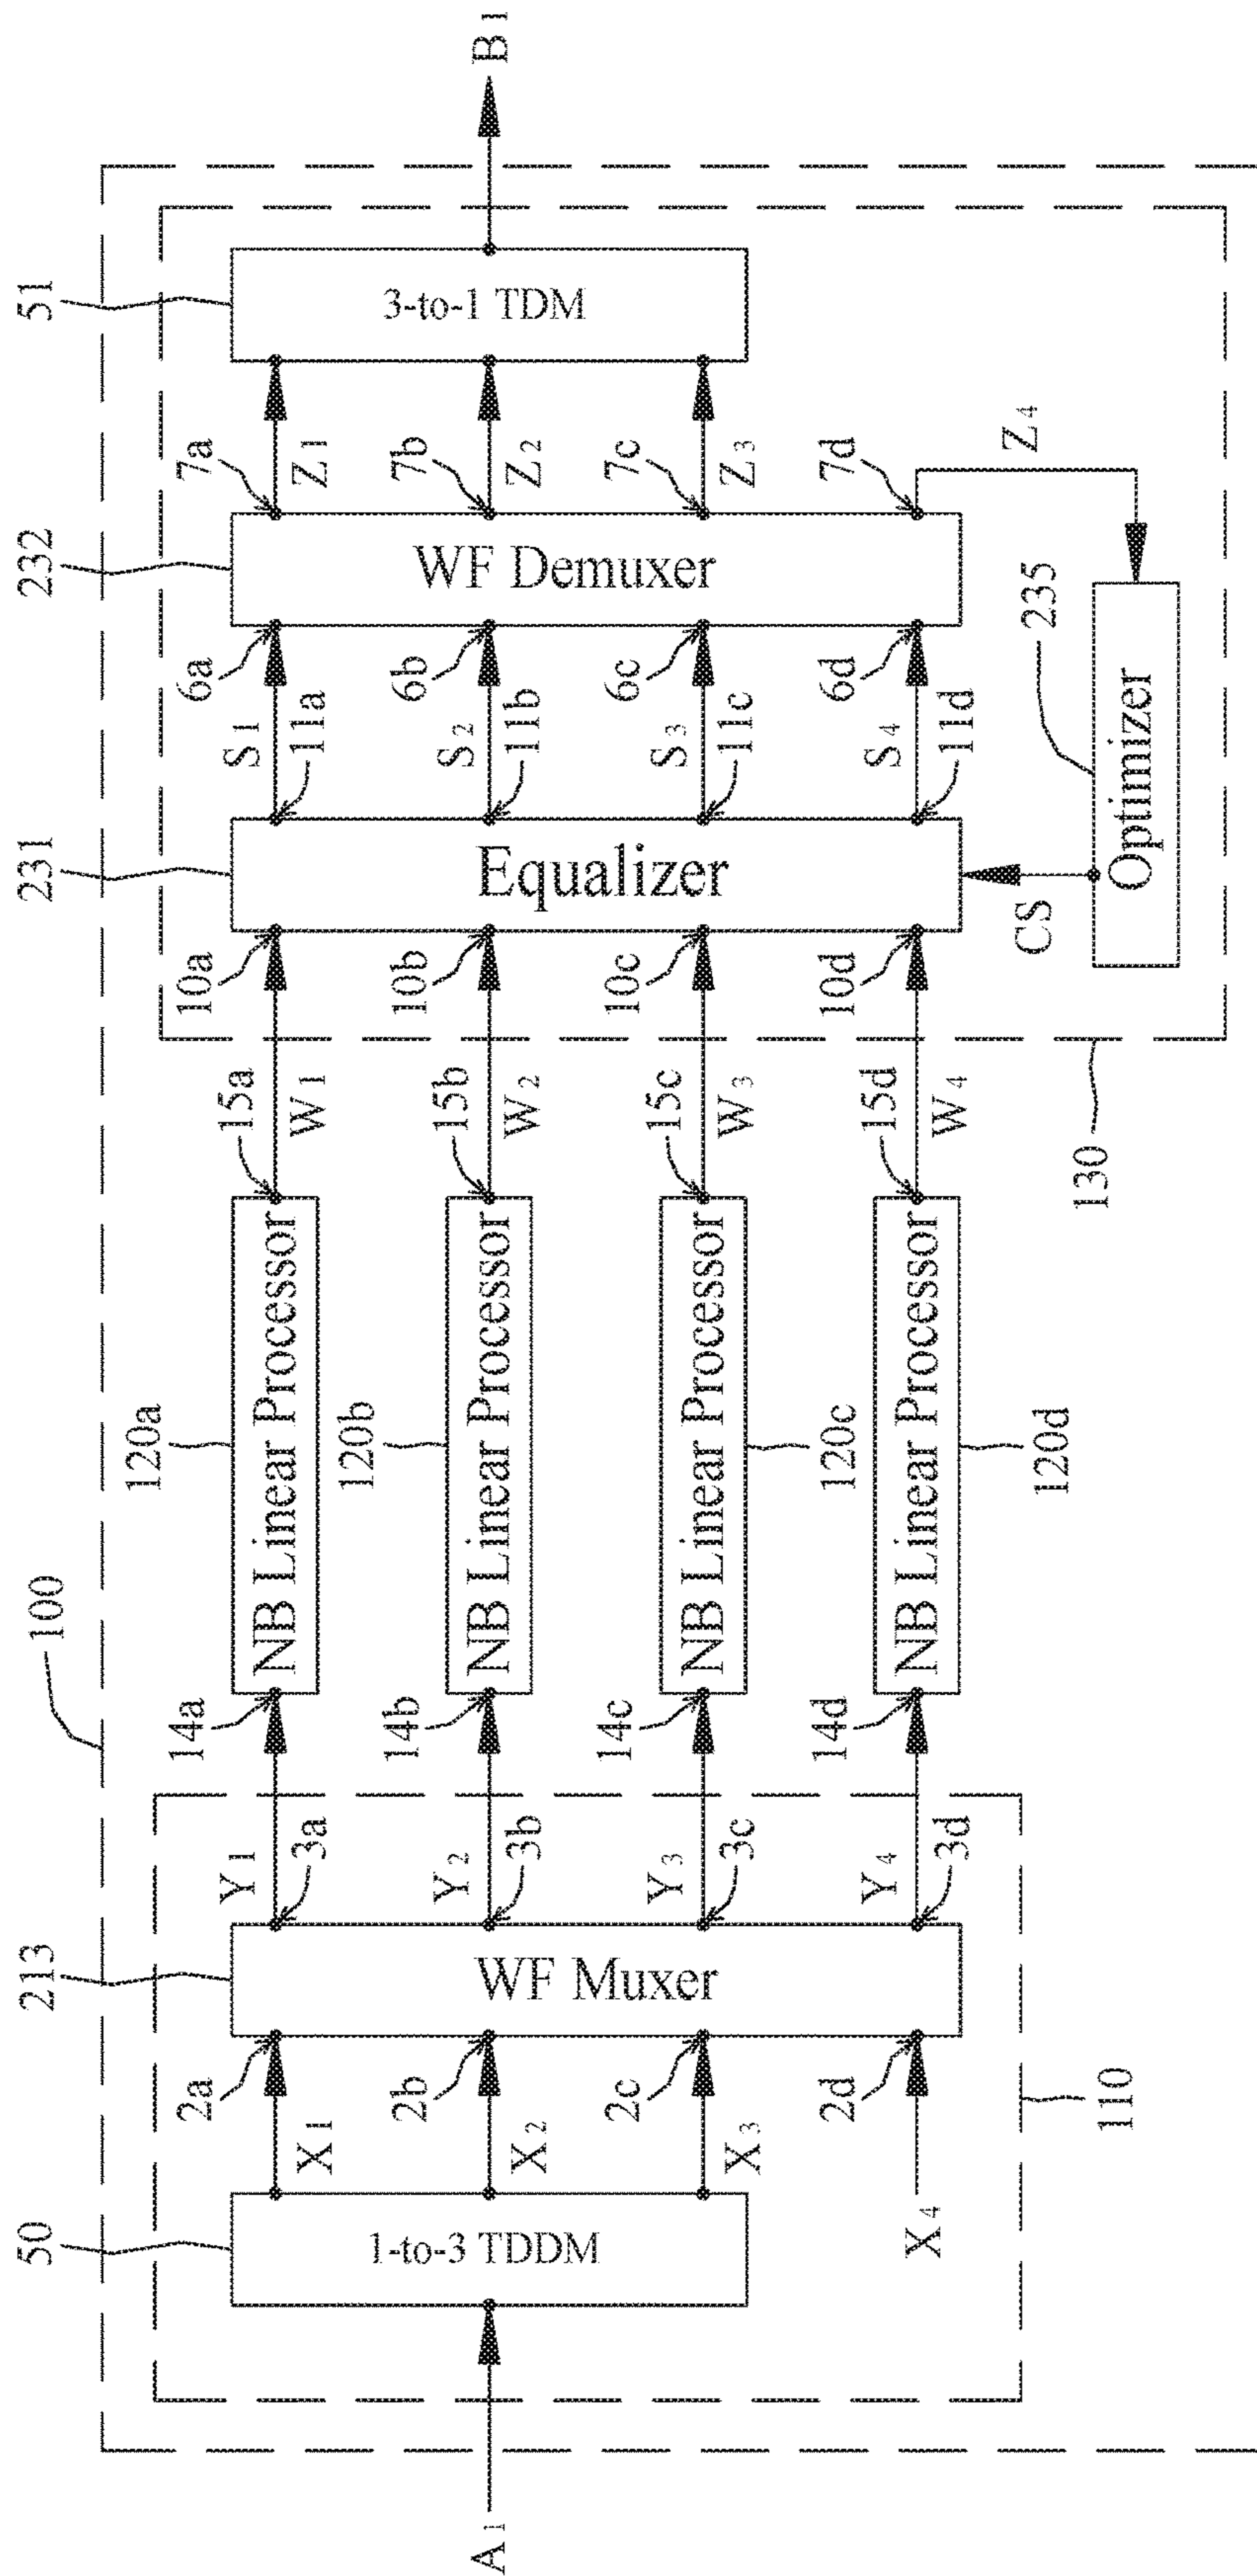 100
50
213
231
232
51
A1
1-to-3 TDDM
X1
X2
X3
X4
2a
2b
2c
2d
WF Muxer
Y1
Y2
Y3
Y4
3a
3b
3c
3d
110
14a
14b
14c
14d
120a
NB Linear Processor
120b
NB Linear Processor
NB Linear Processor
120c
NB Linear Processor
120d
15a
15b
15c
15d
W1
W2
W3
W4
130
10a
10b
10c
10d
Equalizer
S1
S2
S3
S4
11a
11b
11c
11d
6a
6b
6c
6d
WF Demuxer
7a
7b
7c
7d
Z1
Z2
Z3
Z4
3-to-1 TDM
B1
CS
Optimizer
235